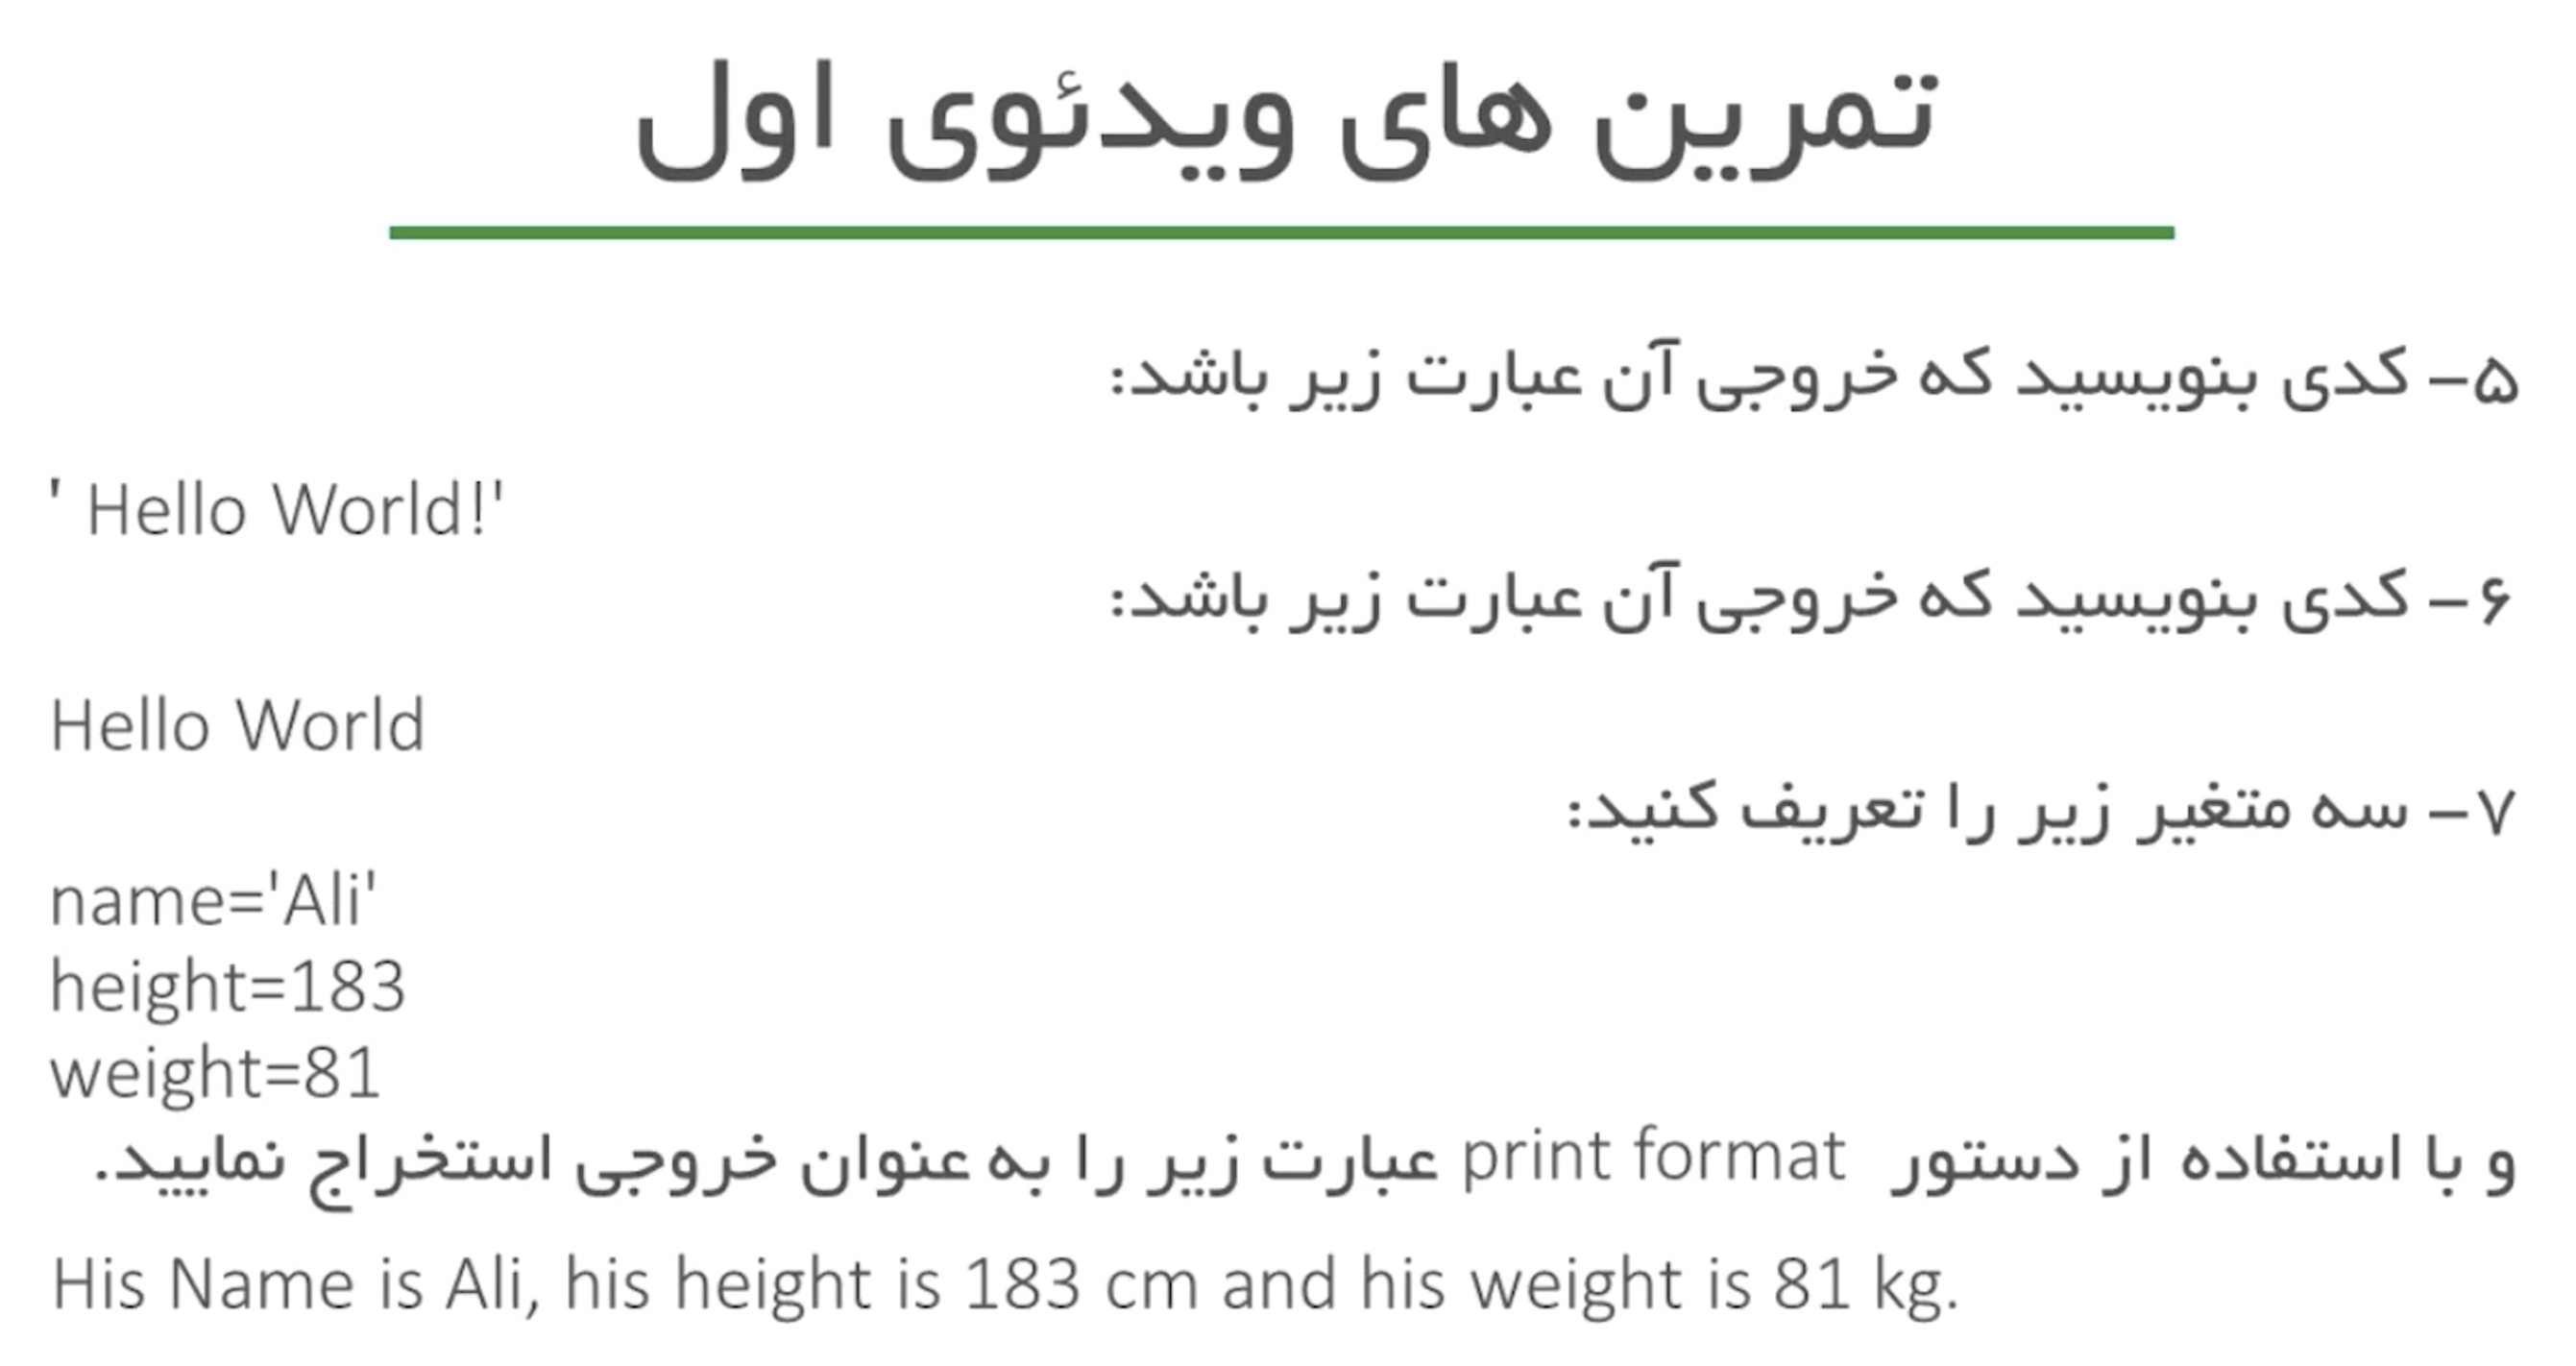 تمرین های ویدئوی اول
۵- کدی بنویسید که خروجی آن عبارت زیر باشد:
' Hello World!'
۶- کدی بنویسید که خروجی آن عبارت زیر باشد:
Hello World
۷- سه متغیر زیر را تعریف کنید:
name='Ali'
height=183
weight=81
و با استفاده از دستور print format عبارت زیر را به عنوان خروجی استخراج نمایید.
His Name is Ali, his height is 183 cm and his weight is 81 kg.